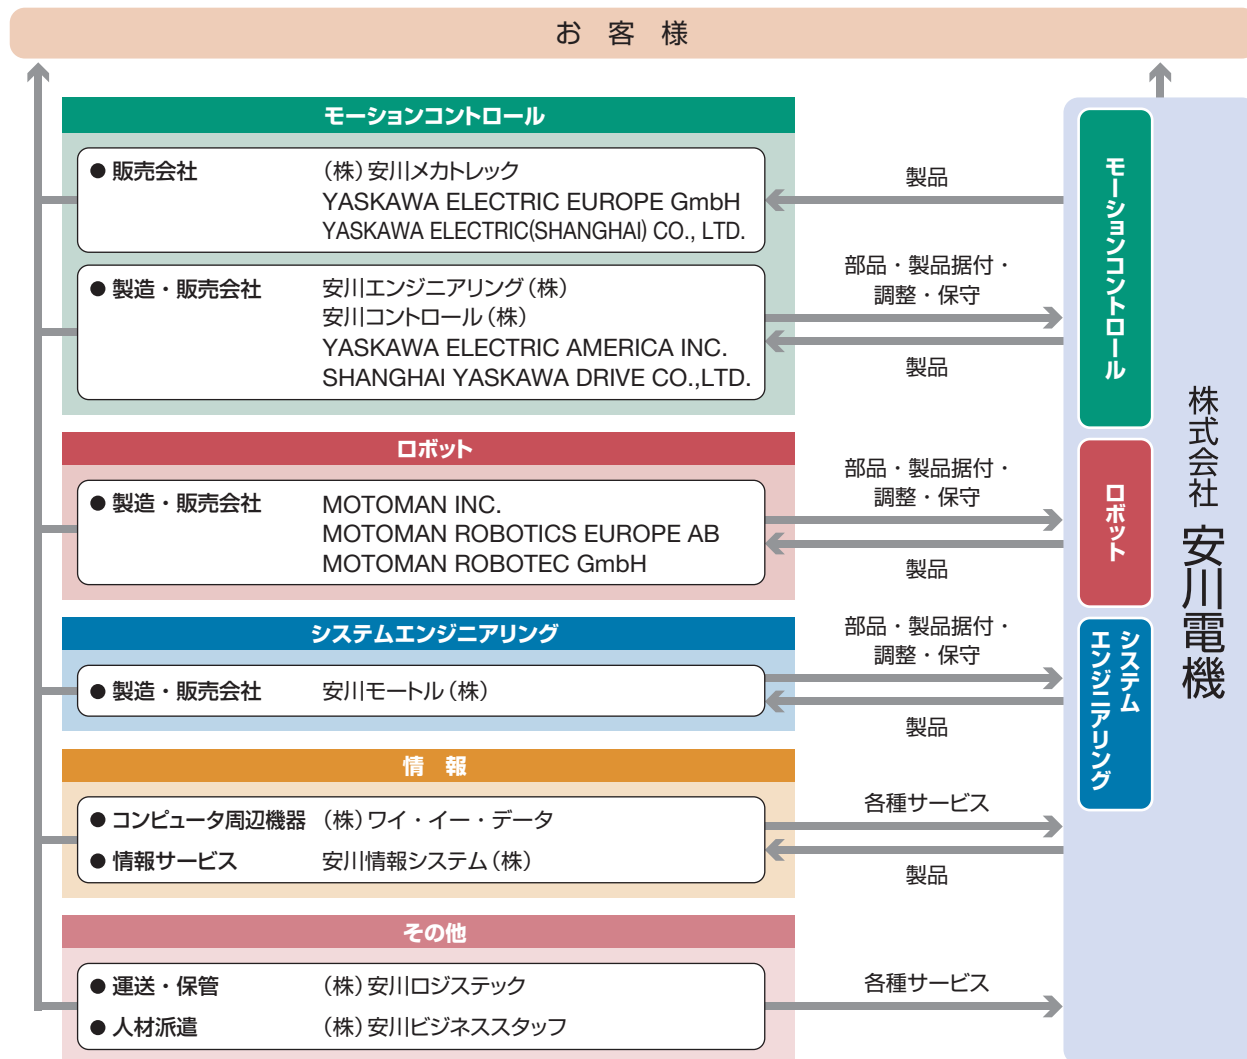 お 客 様
モーションコントロール
● 販売会社 (株)安川メカトレック
YASKAWA ELECTRIC EUROPE GmbH
YASKAWA ELECTRIC(SHANGHAI) CO., LTD.
製品
● 製造・販売会社 安川エンジニアリング(株)
安川コントロール(株)
YASKAWA ELECTRIC AMERICA INC.
SHANGHAI YASKAWA DRIVE CO.,LTD.
部品・製品据付・
調整・保守
製品
ロボット
● 製造・販売会社 MOTOMAN INC.
MOTOMAN ROBOTICS EUROPE AB
MOTOMAN ROBOTEC GmbH
部品・製品据付・
調整・保守
製品
システムエンジニアリング
● 製造・販売会社 安川モートル(株)
部品・製品据付・
調整・保守
製品
情 報
● コンピュータ周辺機器 (株)ワイ・イー・データ
● 情報サービス 安川情報システム(株)
各種サービス
製品
その他
● 運送・保管 (株)安川ロジステック
● 人材派遣 (株)安川ビジネススタッフ
各種サービス
モーションコントロール
ロボット
システム
エンジニアリング
株式会社 安川電機